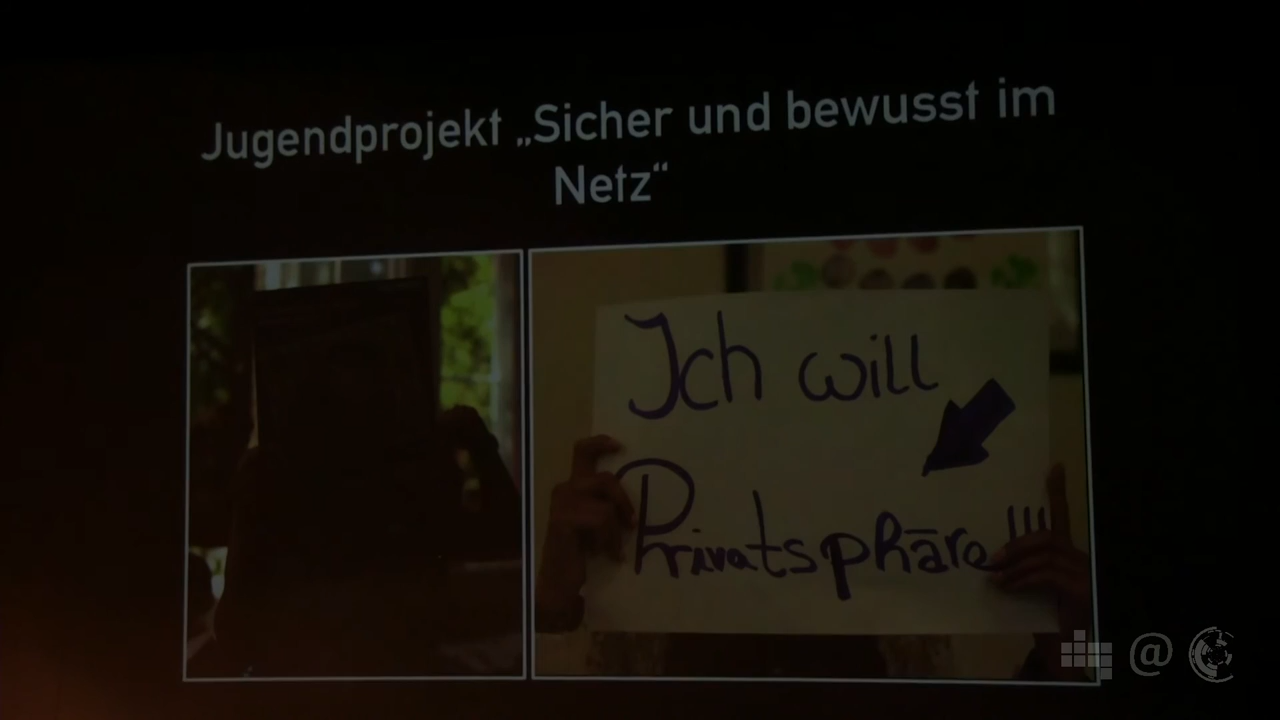 Jugendprojekt „Sicher und bewusst im
Netz“
Ich will
Privatsphäre!!!
@